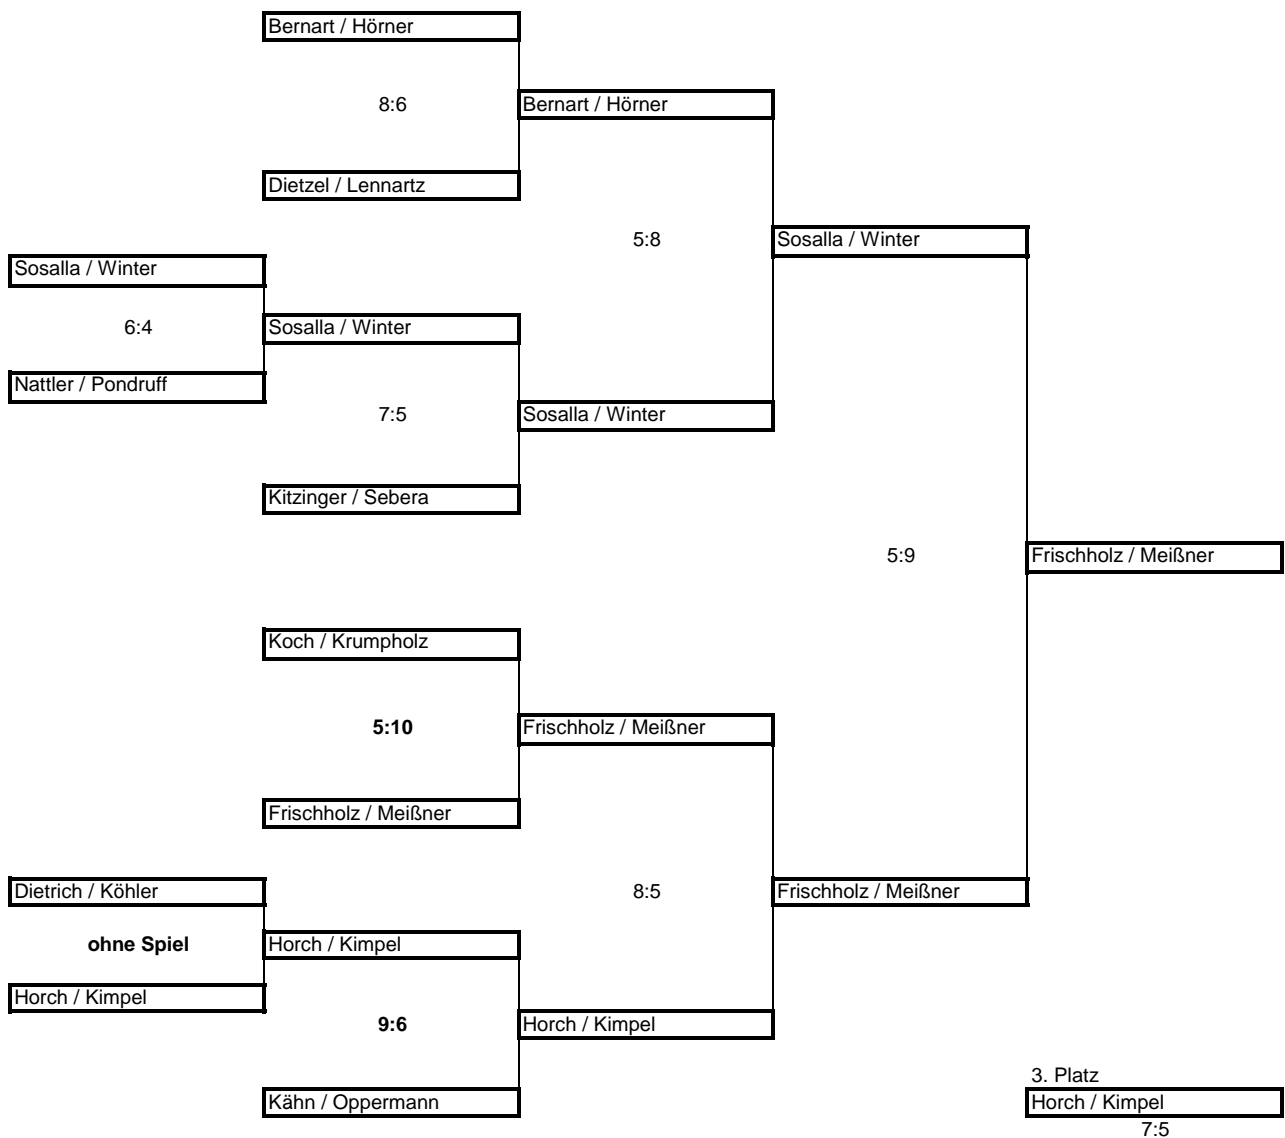 Bernart / Hörner
8:6
Bernart / Hörner
Dietzel / Lennartz
5:8
Sosalla / Winter
Sosalla / Winter
6:4
Sosalla / Winter
Nattler / Pondruff
7:5
Sosalla / Winter
Kitzinger / Sebera
5:9
Frischholz / Meißner
Koch / Krumpholz
5:10
Frischholz / Meißner
Frischholz / Meißner
Dietrich / Köhler
8:5
Frischholz / Meißner
ohne Spiel
Horch / Kimpel
Horch / Kimpel
9:6
Horch / Kimpel
3. Platz
Kähn / Oppermann
Horch / Kimpel
7:5